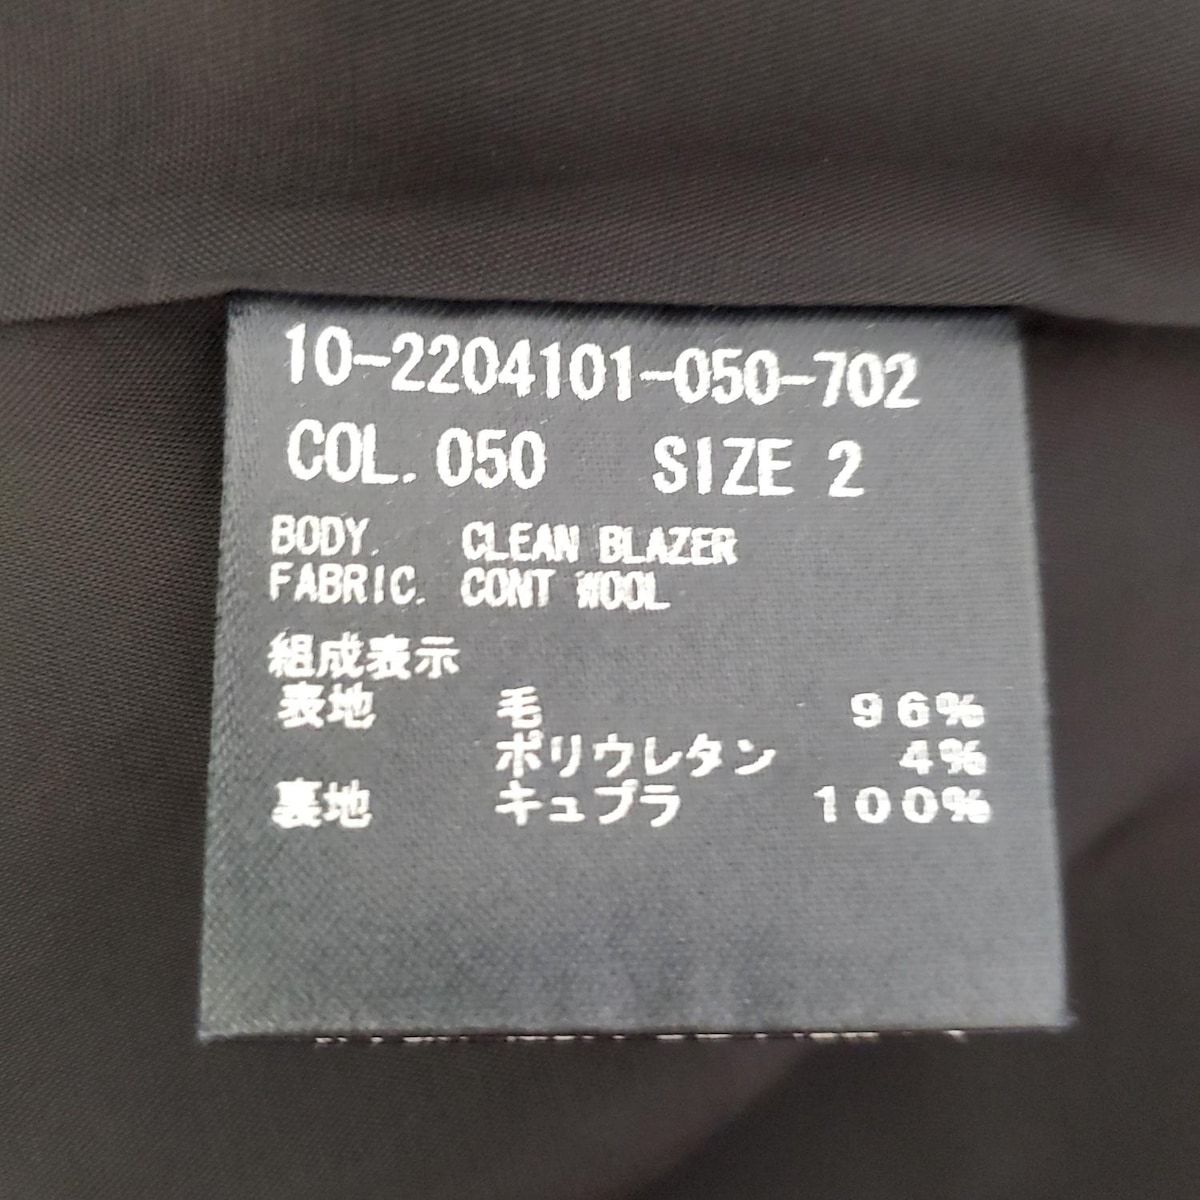 10-2204101-050-702
COL. 050 SIZE 2
BODY. CLEAN BLAZER
FABRIC. CONT WOOL
組成表示
表地 毛 96%
ポリウレタン 4%
裏地 キュプラ 100%